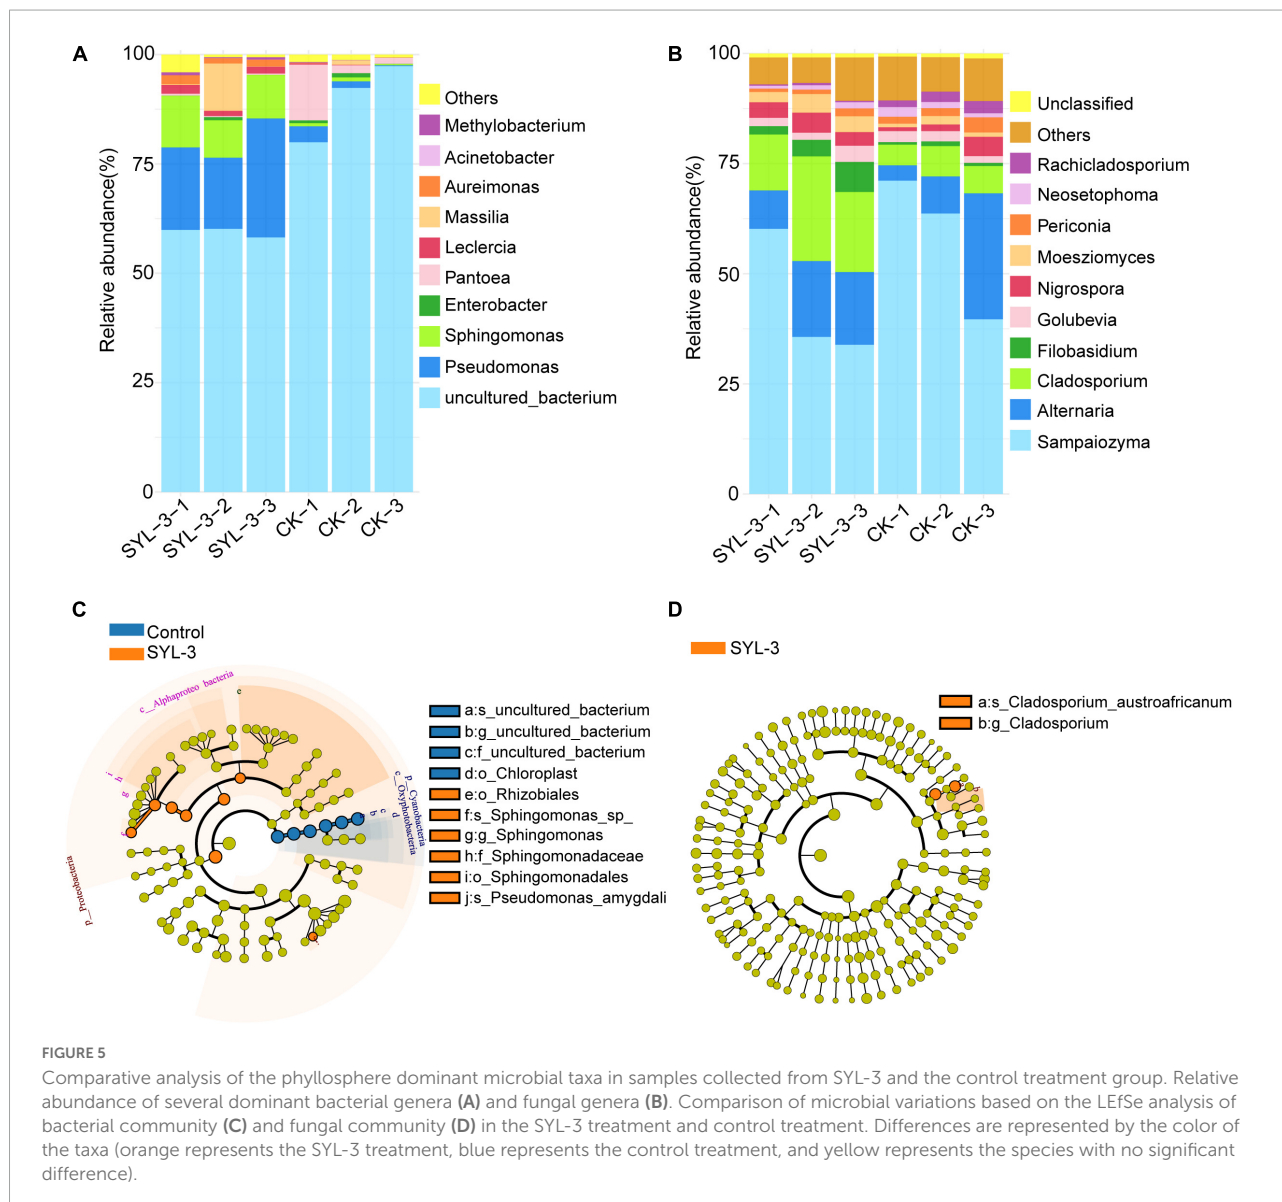 A
100
75
50
25
0
Relative abundance(%)
SYL-3-1
SYL-3-2
SYL-3-3
CK-1
CK-2
CK-3
Others
Methylobacterium
Acinetobacter
Aureimonas
Massilia
Leclercia
Pantoea
Enterobacter
Sphingomonas
Pseudomonas
uncultured_bacterium
B
100
75
50
25
0
Relative abundance(%)
SYL-3-1
SYL-3-2
SYL-3-3
CK-1
CK-2
CK-3
Unclassified
Others
Rachicladosporium
Neosetophoma
Periconia
Moesziomyces
Nigrospora
Golubevia
Filobasidium
Cladosporium
Alternaria
Sampaiozyma
C
Control
SYL-3
c__Alphaproteo bacteria
e
i
h
g
f
p__Proteobacteria
p__Cyanobacteria
c__Oxyphotobacteria
b
c
d
a:s_uncultured_bacterium
b:g_uncultured_bacterium
c:f_uncultured_bacterium
d:o_Chloroplast
e:o_Rhizobiales
f:s_Sphingomonas_sp_
g:g_Sphingomonas
h:f_Sphingomonadaceae
i:o_Sphingomonadales
j:s_Pseudomonas_amygdali
D
SYL-3
a:s_Cladosporium_austroafricanum
b:g_Cladosporium
FIGURE 5
Comparative analysis of the phyllosphere dominant microbial taxa in samples collected from SYL-3 and the control treatment group. Relative
abundance of several dominant bacterial genera (A) and fungal genera (B). Comparison of microbial variations based on the LEfSe analysis of
bacterial community (C) and fungal community (D) in the SYL-3 treatment and control treatment. Differences are represented by the color of
the taxa (orange represents the SYL-3 treatment, blue represents the control treatment, and yellow represents the species with no significant
difference).